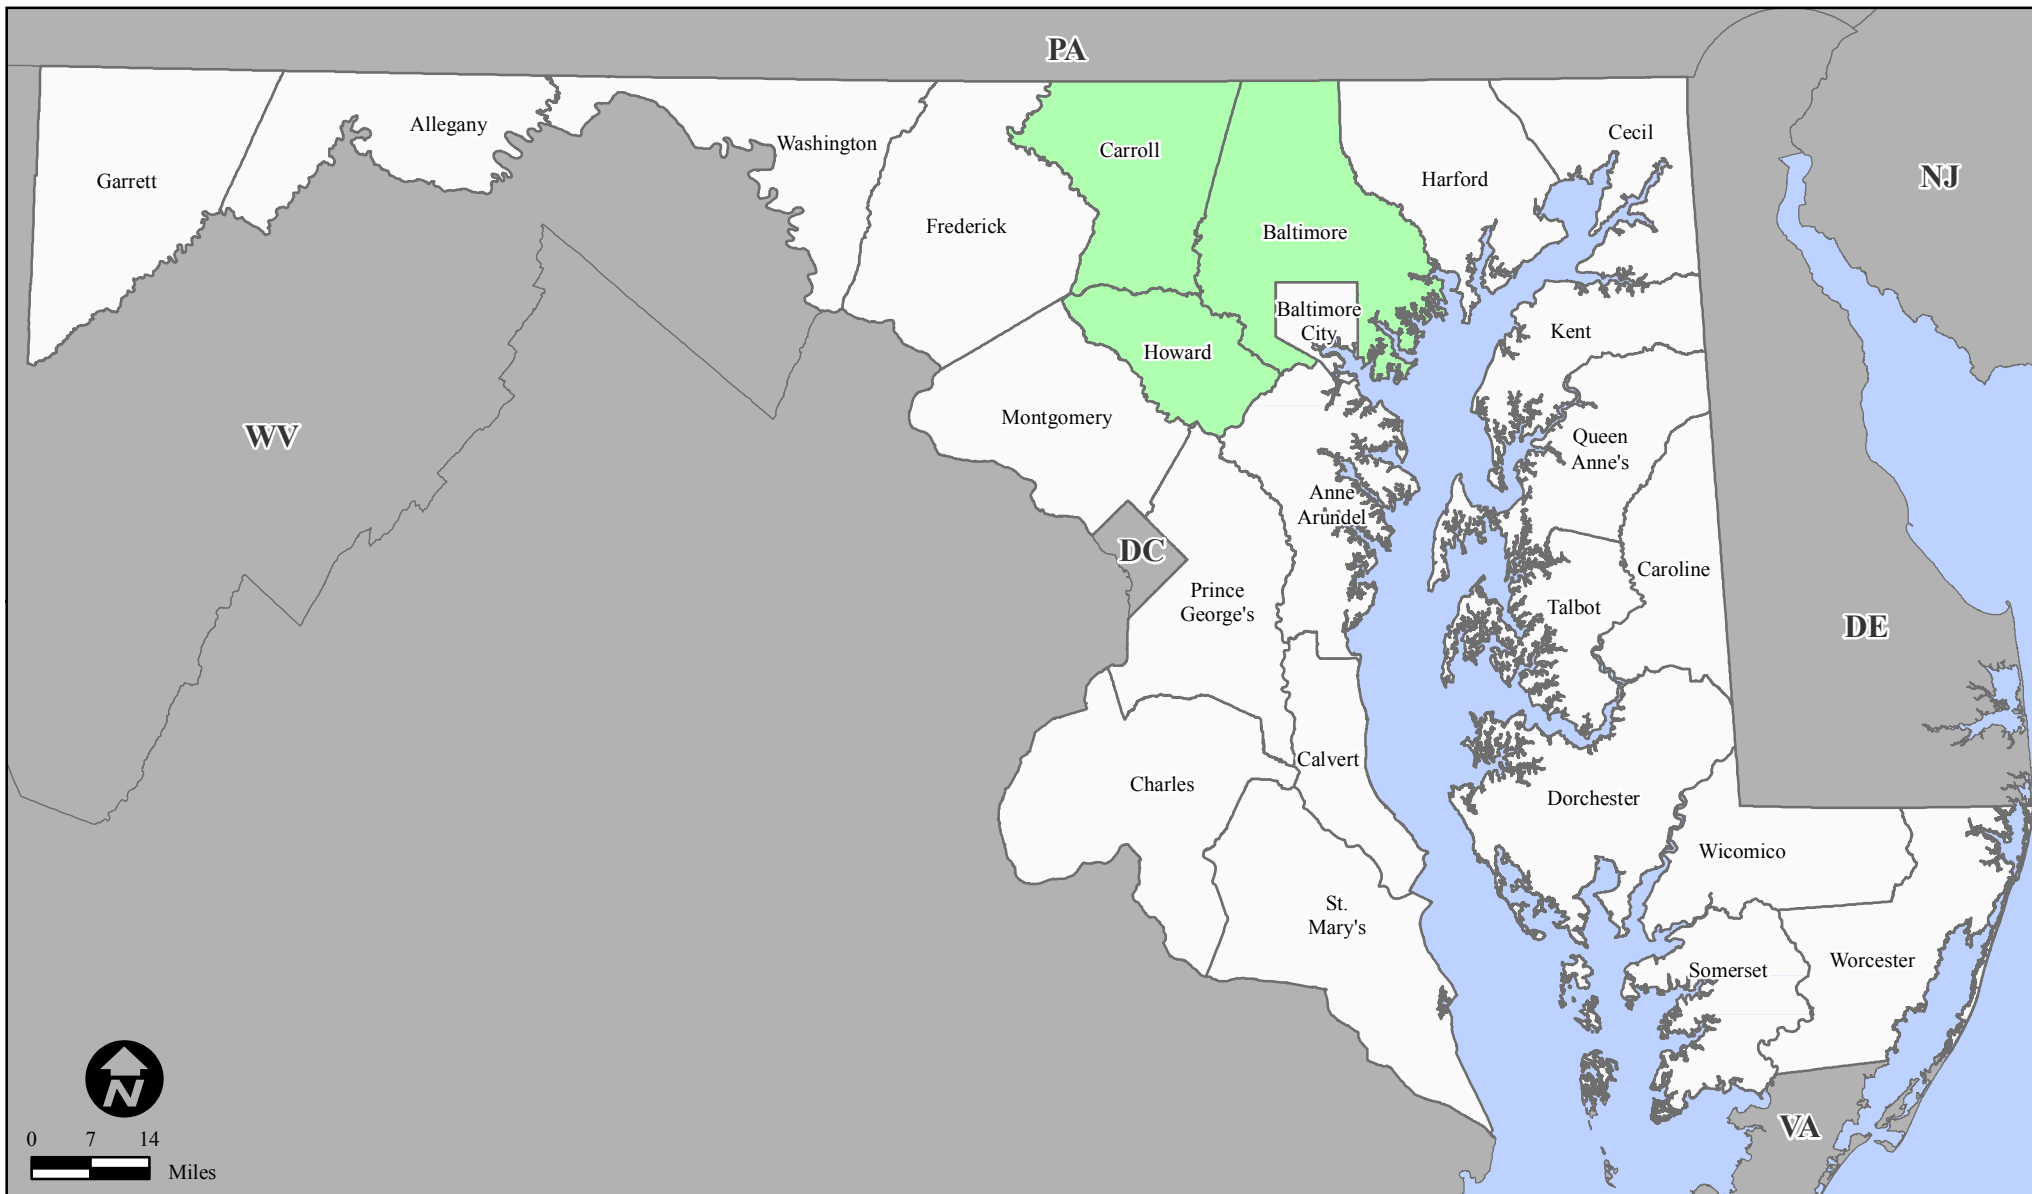 PA
Garrett
Allegany
Washington
Frederick
Carroll
Baltimore
Baltimore
City
Harford
Cecil
NJ
Howard
Kent
Montgomery
WV
Queen
Anne's
Anne
Arundel
DC
Prince
George's
Caroline
Talbot
DE
Calvert
Charles
Dorchester
Wicomico
St.
Mary's
Somerset
Worcester
VA
N
0 7 14
Miles